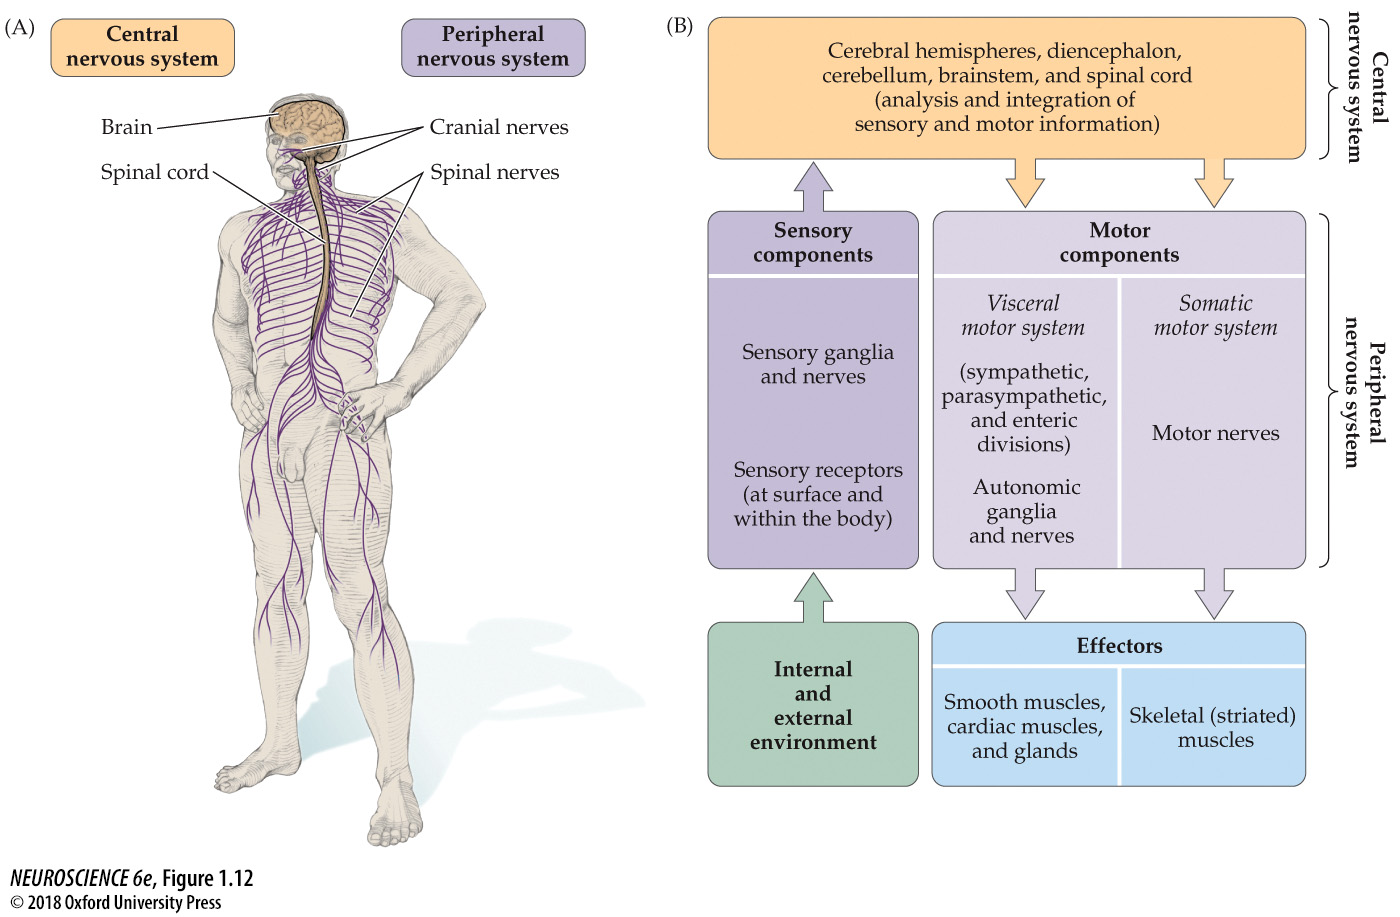 (A)
Central
nervous system
Peripheral
nervous system
Brain
Cranial nerves
Spinal cord
Spinal nerves
(B)
Cerebral hemispheres, diencephalon,
cerebellum, brainstem, and spinal cord
(analysis and integration of
sensory and motor information)
Central
nervous system
Sensory
components
Sensory ganglia
and nerves
Sensory receptors
(at surface and
within the body)
Motor
components
Visceral
motor system
(sympathetic,
parasympathetic,
and enteric
divisions)
Autonomic
ganglia
and nerves
Somatic
motor system
Motor nerves
Peripheral
nervous system
Internal
and
external
environment
Effectors
Smooth muscles,
cardiac muscles,
and glands
Skeletal (striated)
muscles
NEUROSCIENCE 6e, Figure 1.12
© 2018 Oxford University Press